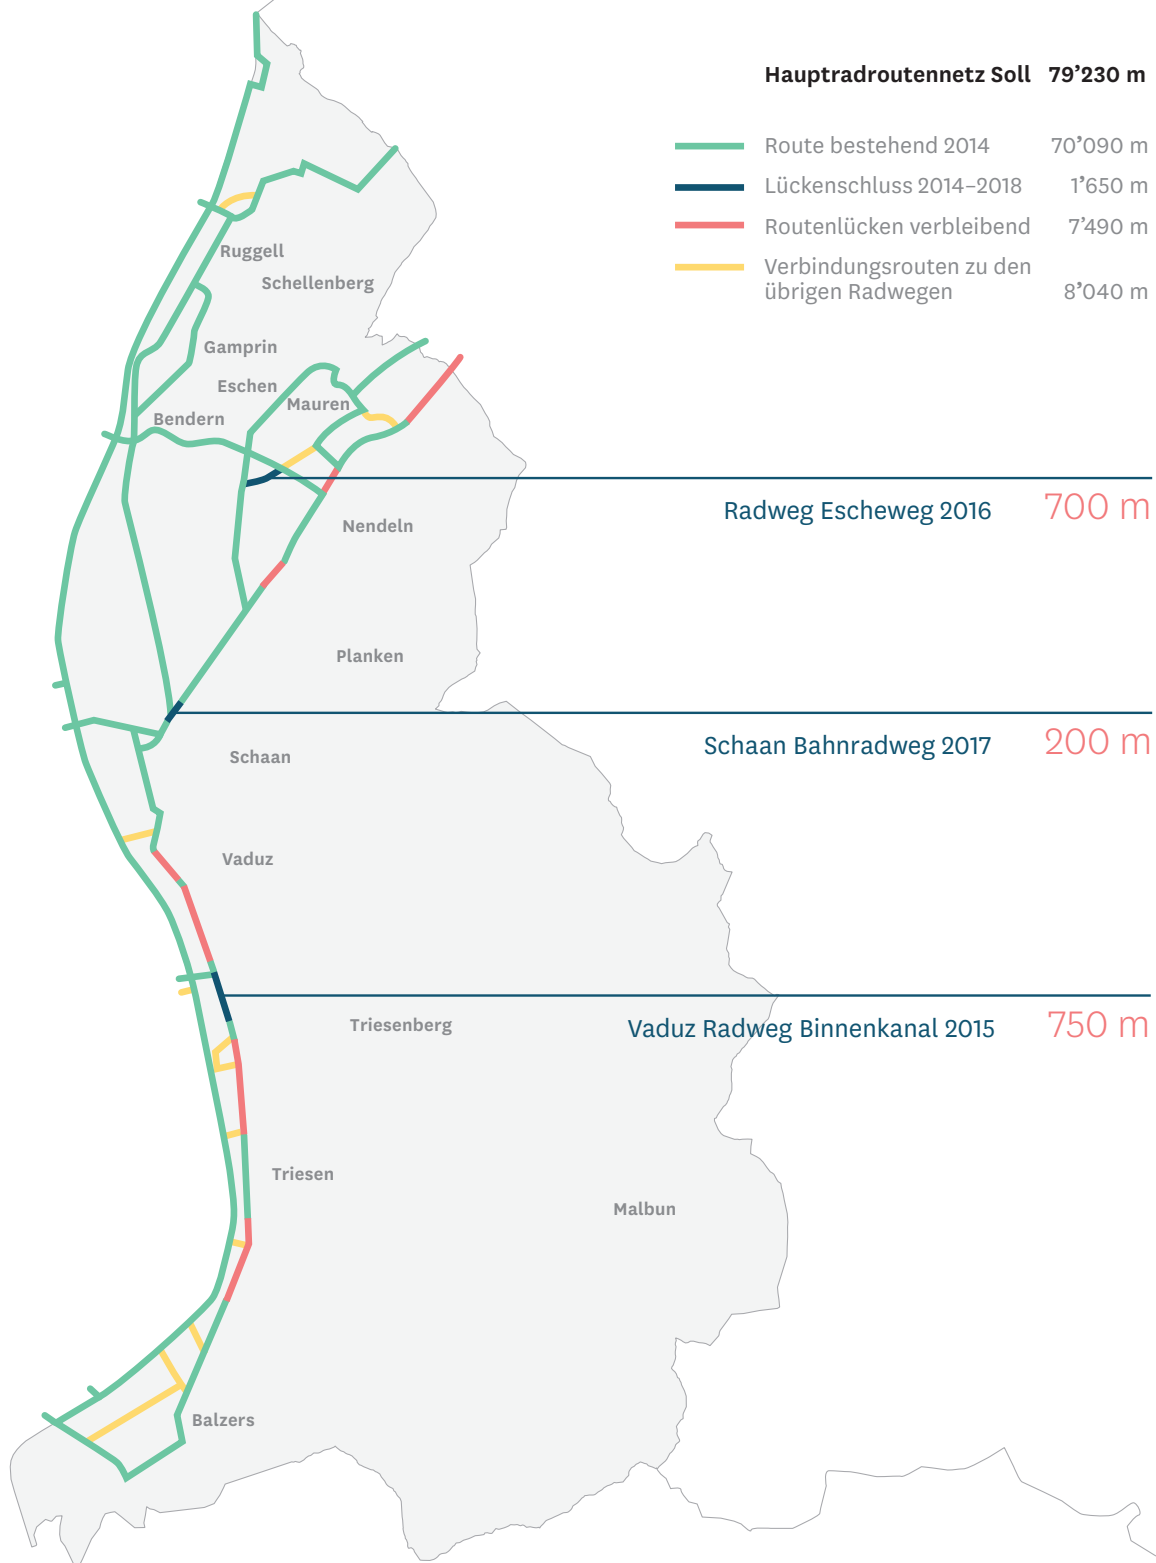 Hauptradroutennetz Soll 79’230 m
Route bestehend 2014 70’090 m
Lückenschluss 2014–2018 1’650 m
Routenlücken verbleibend 7’490 m
Verbindungsrouten zu den
übrigen Radwegen 8’040 m
Ruggell
Schellenberg
Gamprin
Eschen
Mauren
Bendern
Radweg Escheweg 2016 700 m
Nendeln
Planken
Schaan Bahnradweg 2017 200 m
Schaan
Vaduz
Triesenberg
Vaduz Radweg Binnenkanal 2015 750 m
Triesen
Malbun
Balzers